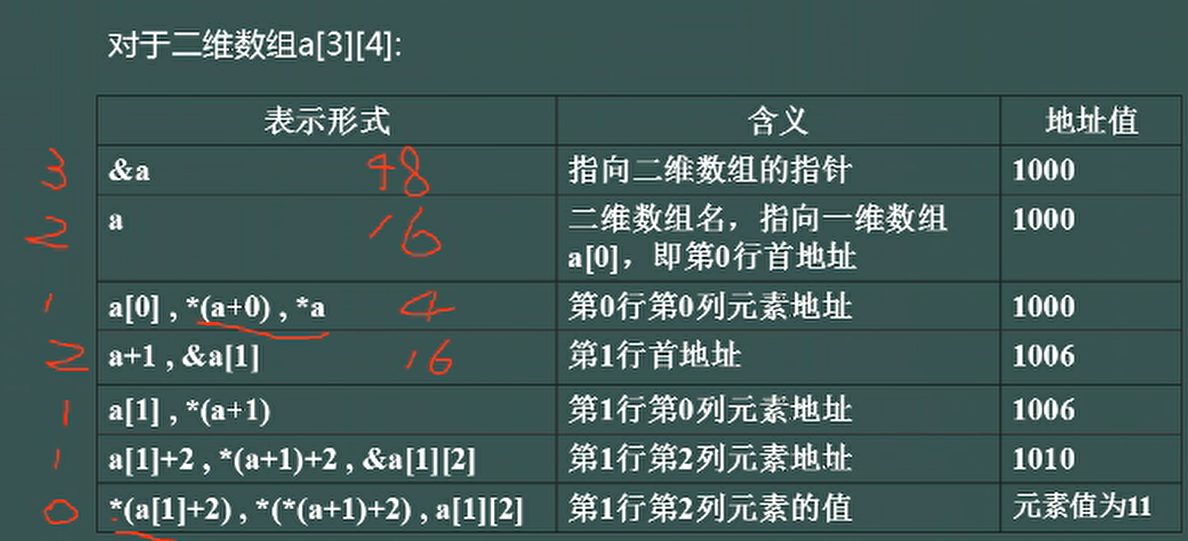 对于二维数组a[3][4]:
表示形式 含义 地址值
3 &a 48 指向二维数组的指针 1000
2 a 16 二维数组名，指向一维数组 1000
a[0]，即第0行首地址
1 a[0] , *(a+0) , *a 4 第0行第0列元素地址 1000
2 a+1 , &a[1] 16 第1行首地址 1006
1 a[1] , *(a+1) 第1行第0列元素地址 1006
1 a[1]+2 , *(a+1)+2 , &a[1][2] 第1行第2列元素地址 1010
0 *(a[1]+2) , *(*(a+1)+2) , a[1][2] 第1行第2列元素的值 元素值为11